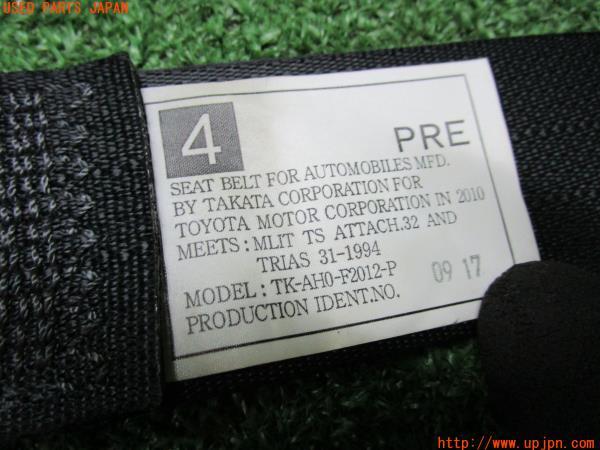 USED PARTS JAPAN
4
PRE
SEAT BELT FOR AUTOMOBILES MFD.
BY TAKATA CORPORATION FOR
TOYOTA MOTOR CORPORATION IN 2010
MEETS : MLIT TS ATTACH.32 AND
TRIAS 31-1994
MODEL : TK-AH0-F2012-P
09 17
PRODUCTION IDENT.NO.
http://www.upjpn.com/